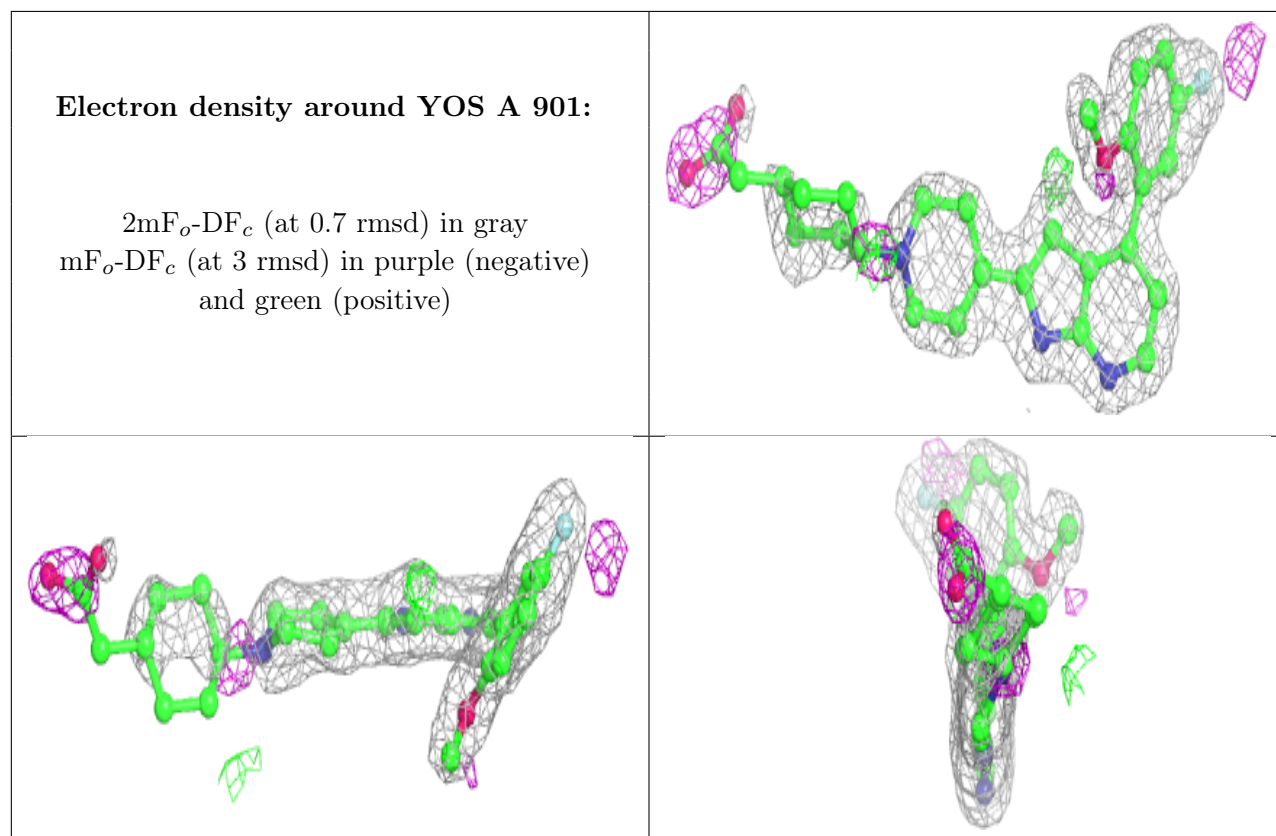 Electron density around YOS A 901:
2mFo-DFc (at 0.7 rmsd) in gray
mFo-DFc (at 3 rmsd) in purple (negative)
and green (positive)